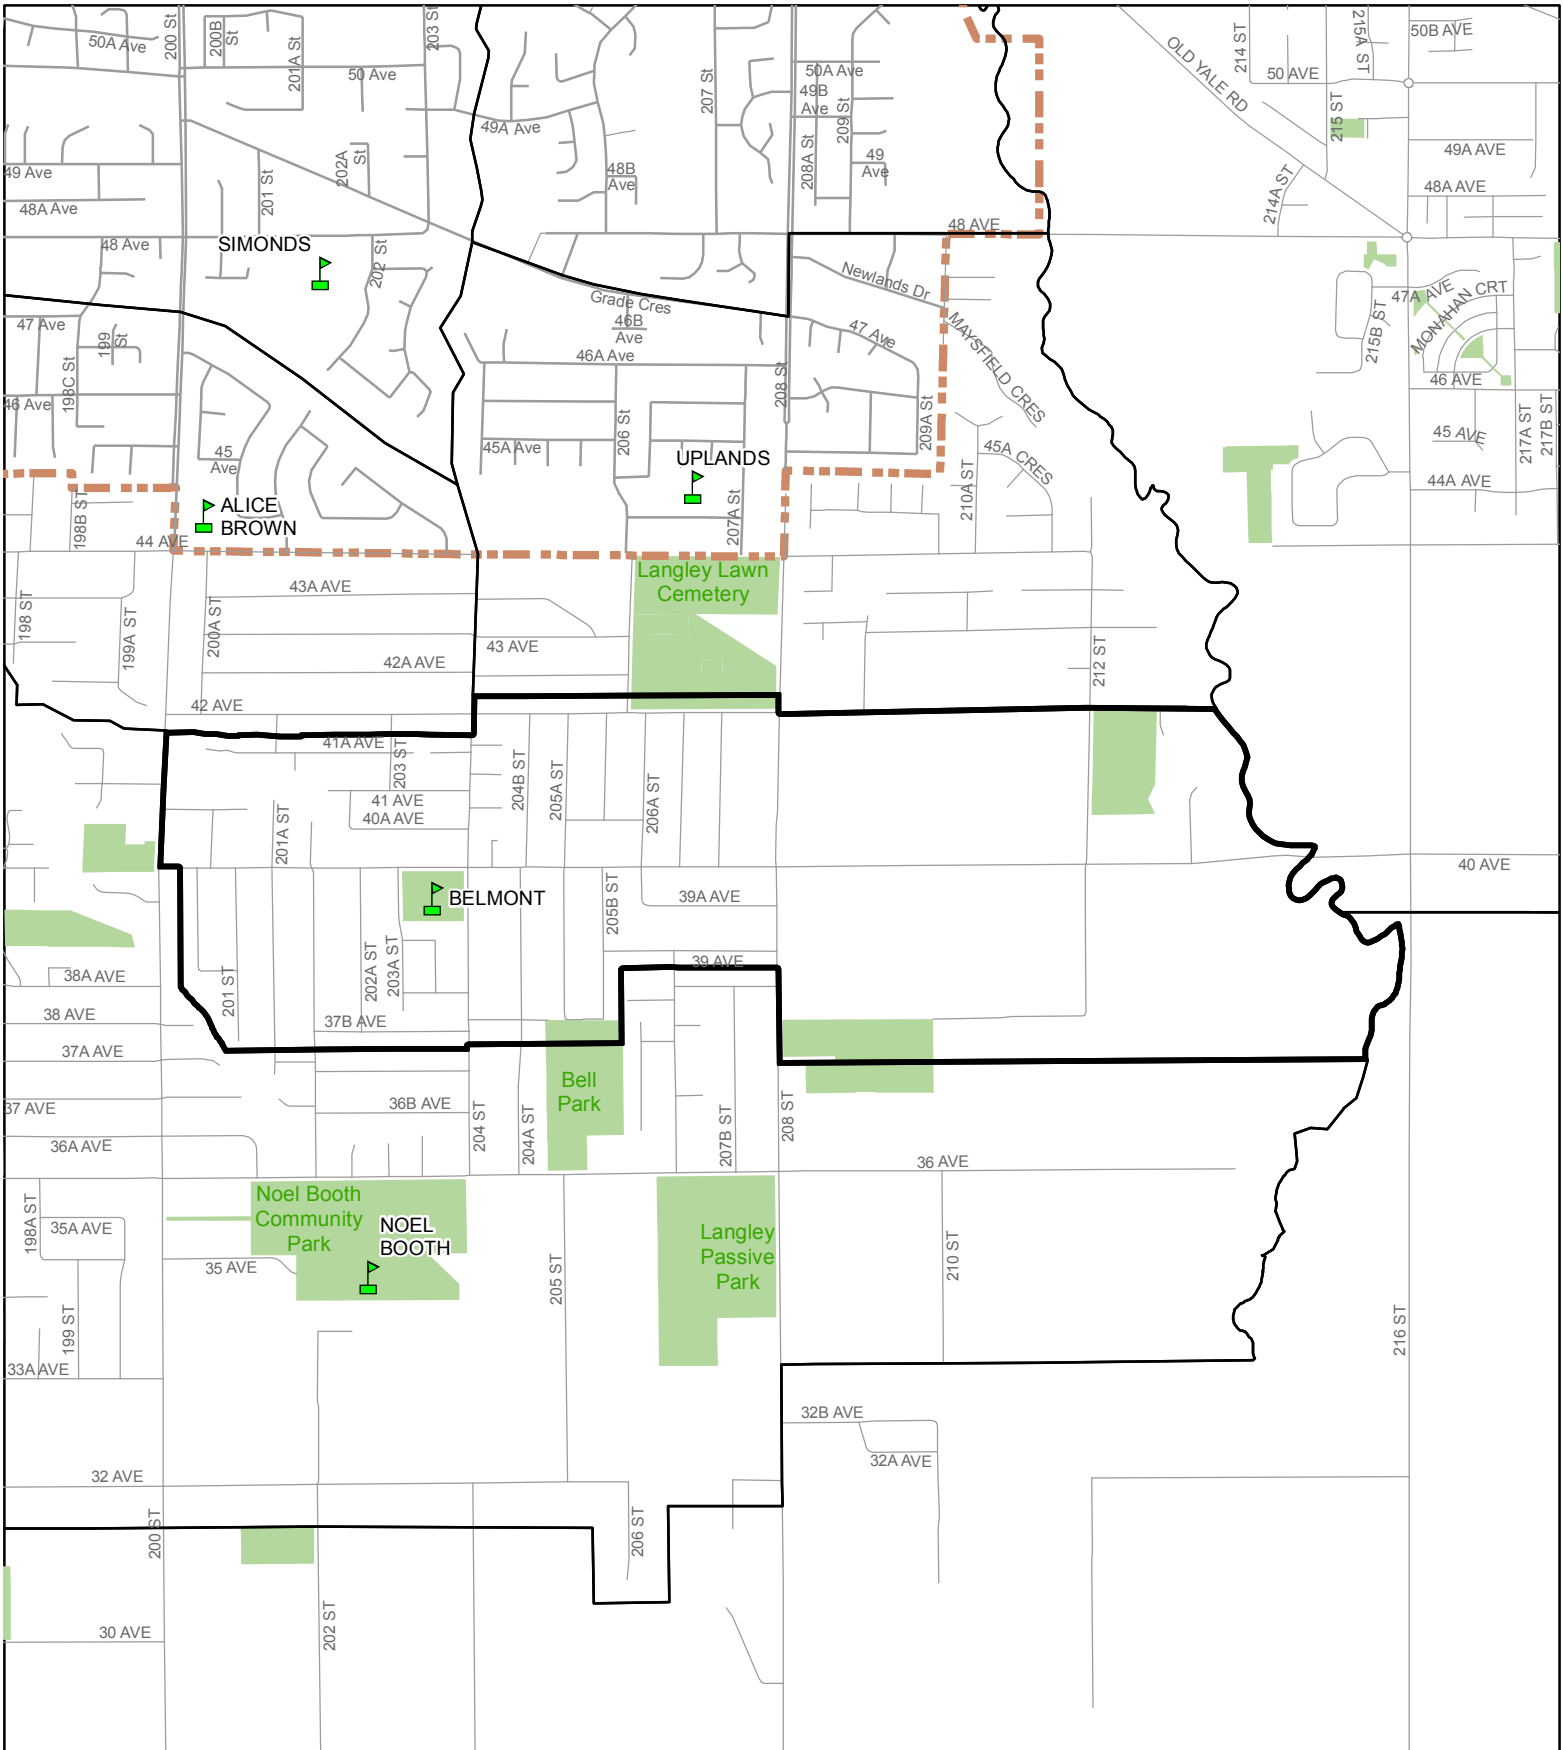 50A Ave
200 St
200B
St
201A St
203 St
50 Ave
49A Ave
207 St
50A Ave
49B
Ave
209 St
208A St
49
Ave
48B
Ave
OLD YALE RD
214 ST
50 AVE
215A ST
50B AVE
215 ST
49A AVE
48A AVE
214A ST
49 Ave
48A Ave
201 St
202A
St
48 Ave
SIMONDS
202 St
48 AVE
Newlands Dr
Grade Cres
46B
Ave
46A Ave
47 Ave
MAYSFIELD CRES
47A AVE
MONAHAN CRT
215B ST
46 AVE
47 Ave
199
St
198C St
46 Ave
208 St
206 St
209A St
45 AVE
217A ST
217B ST
44A AVE
45
Ave
45A Ave
UPLANDS
45A CRES
210A ST
207A St
198B ST
ALICE
BROWN
44 AVE
Langley Lawn
Cemetery
43A AVE
198 ST
199A ST
200A ST
43 AVE
42A AVE
212 ST
42 AVE
41A AVE
203 ST
204B ST
205A ST
206A ST
41 AVE
40A AVE
201A ST
40 AVE
BELMONT
39A AVE
205B ST
39 AVE
38A AVE
201 ST
202A ST
203A ST
38 AVE
37B AVE
37A AVE
Bell
Park
37 AVE
36B AVE
204 ST
204A ST
207B ST
208 ST
36A AVE
36 AVE
Noel Booth
Community
Park
198A ST
35A AVE
NOEL
BOOTH
Langley
Passive
Park
35 AVE
205 ST
210 ST
199 ST
216 ST
33A AVE
32B AVE
32A AVE
32 AVE
200 ST
206 ST
202 ST
30 AVE